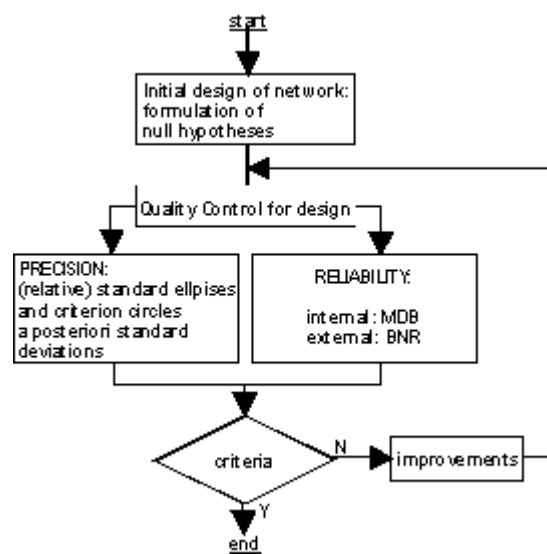 start
Initial design of network:
formulation of
null hypotheses
Quality Control for design
PRECISION:
(relative) standard ellpises
and criterion circles
a posteriori standard
deviations
RELIABILITY:
internal: MDB
external: BNR
criteria
N
improvements
Y
end